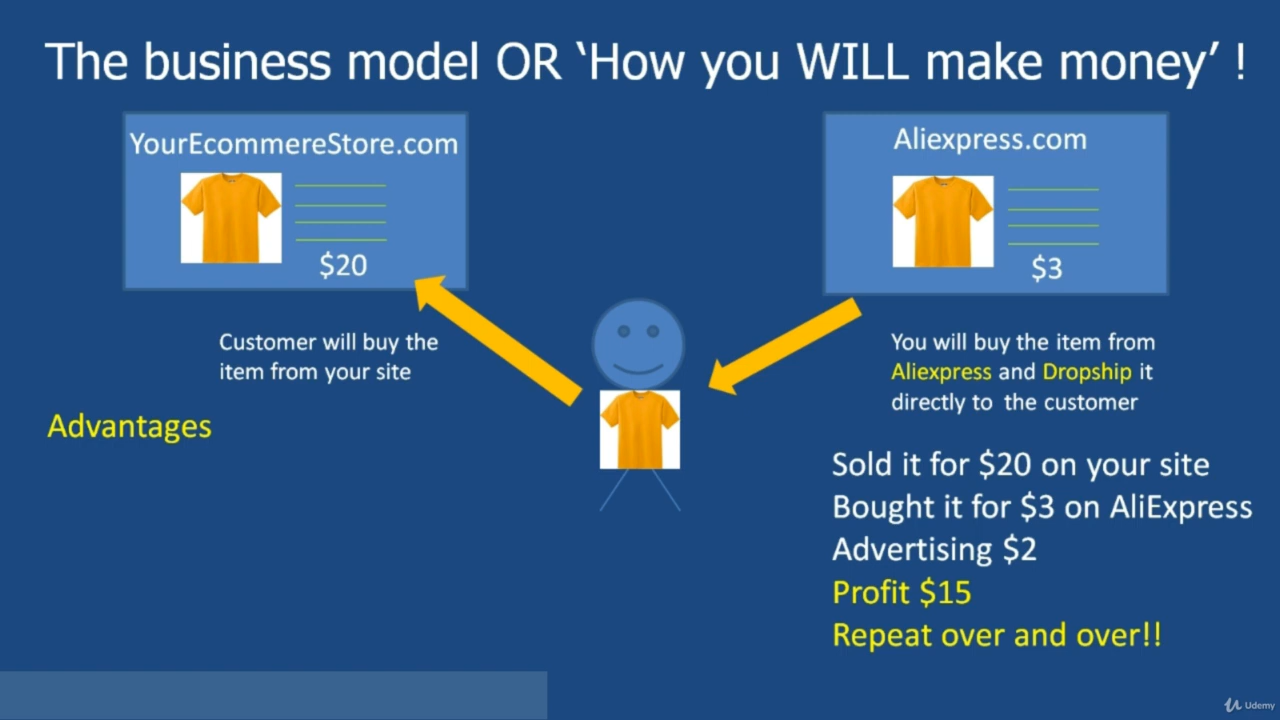 The business model OR ‘How you WILL make money’ !
YourEcommereStore.com
$20
Aliexpress.com
$3
Customer will buy the
item from your site
You will buy the item from
Aliexpress and Dropship it
directly to the customer
Advantages
Sold it for $20 on your site
Bought it for $3 on AliExpress
Advertising $2
Profit $15
Repeat over and over!!
Udemy